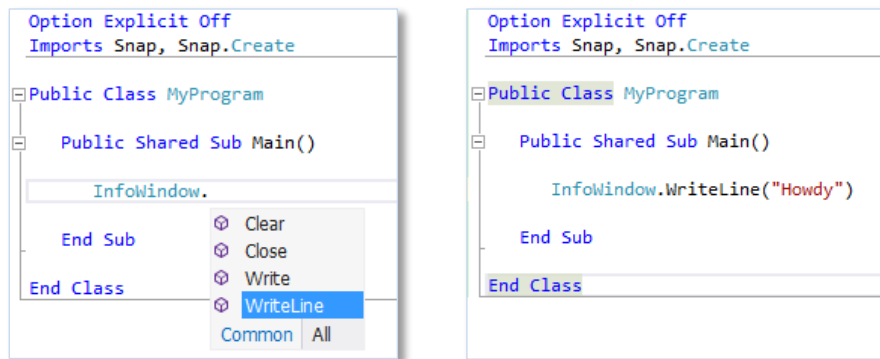 Option Explicit Off
Imports Snap, Snap.Create
Public Class MyProgram
Public Shared Sub Main()
InfoWindow.
Clear
Close
Write
WriteLine
Common All
End Sub
End Class
Option Explicit Off
Imports Snap, Snap.Create
Public Class MyProgram
Public Shared Sub Main()
InfoWindow.WriteLine("Howdy")
End Sub
End Class